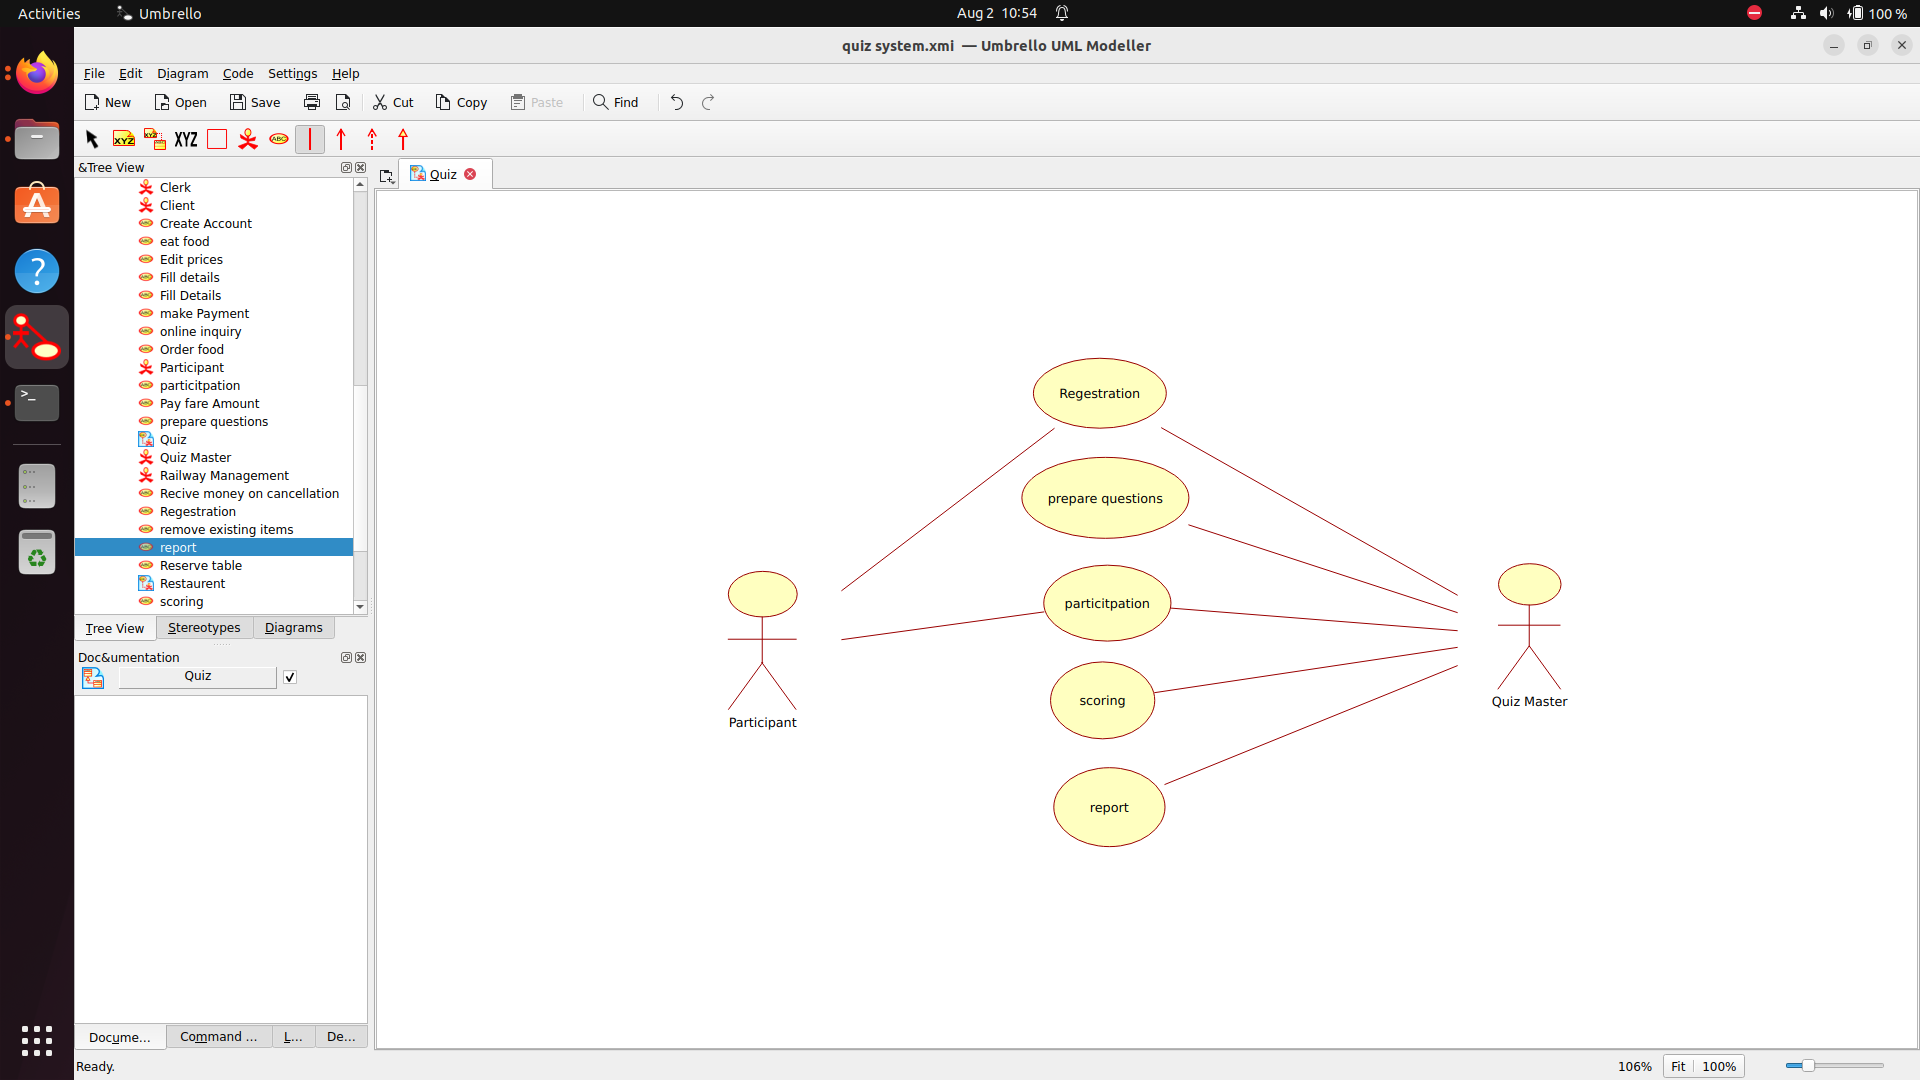 Activities Umbrello Aug 2 10:54 100 %
quiz system.xmi — Umbrello UML Modeller
File Edit Diagram Code Settings Help
New Open Save Cut Copy Paste Find
XYZ XYZ XYZ ABC
&Tree View
Quiz
Clerk
Client
Create Account
eat food
Edit prices
Fill details
Fill Details
make Payment
online inquiry
Order food
Participant
particitpation
Pay fare Amount
prepare questions
Quiz
Quiz Master
Railway Management
Recive money on cancellation
Regestration
remove existing items
report
Reserve table
Restaurent
scoring
Tree View Stereotypes Diagrams
Doc&umentation
Quiz
Docume... Command ... L... De...
Regestration
prepare questions
particitpation
scoring
report
Participant
Quiz Master
Ready. 106% Fit 100%